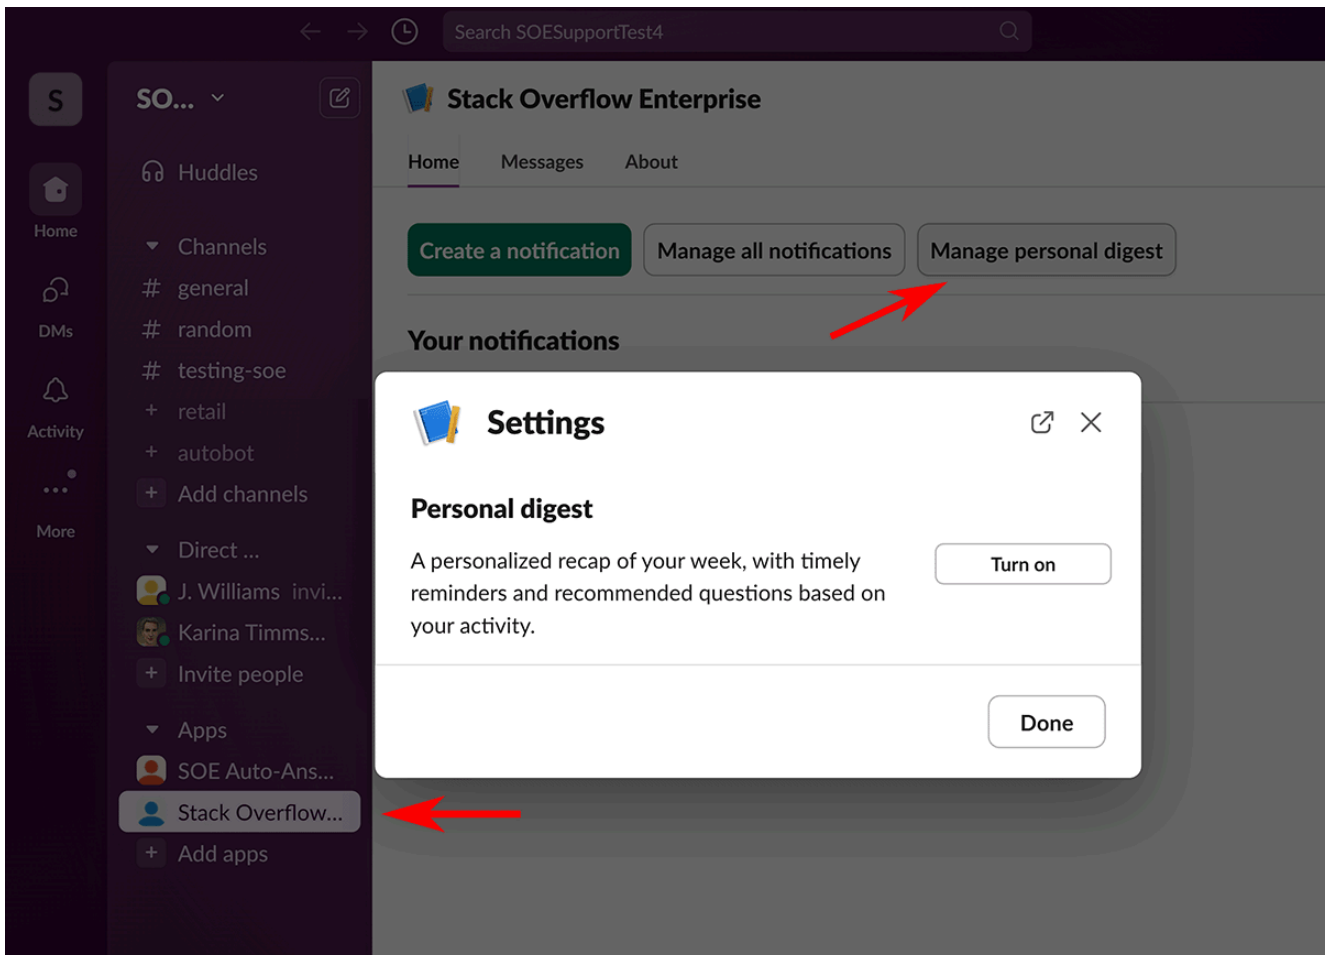 Search SOESupportTest4
S
Home
DMs
Activity
More
SO...
Huddles
Channels
# general
# random
# testing-soe
+ retail
+ autobot
+ Add channels
Direct ...
J. Williams invi...
Karina Timms...
+ Invite people
Apps
SOE Auto-Ans...
Stack Overflow...
+ Add apps
Stack Overflow Enterprise
Home Messages About
Create a notification Manage all notifications Manage personal digest
Your notifications
Settings
Personal digest
A personalized recap of your week, with timely
reminders and recommended questions based on
your activity.
Turn on
Done